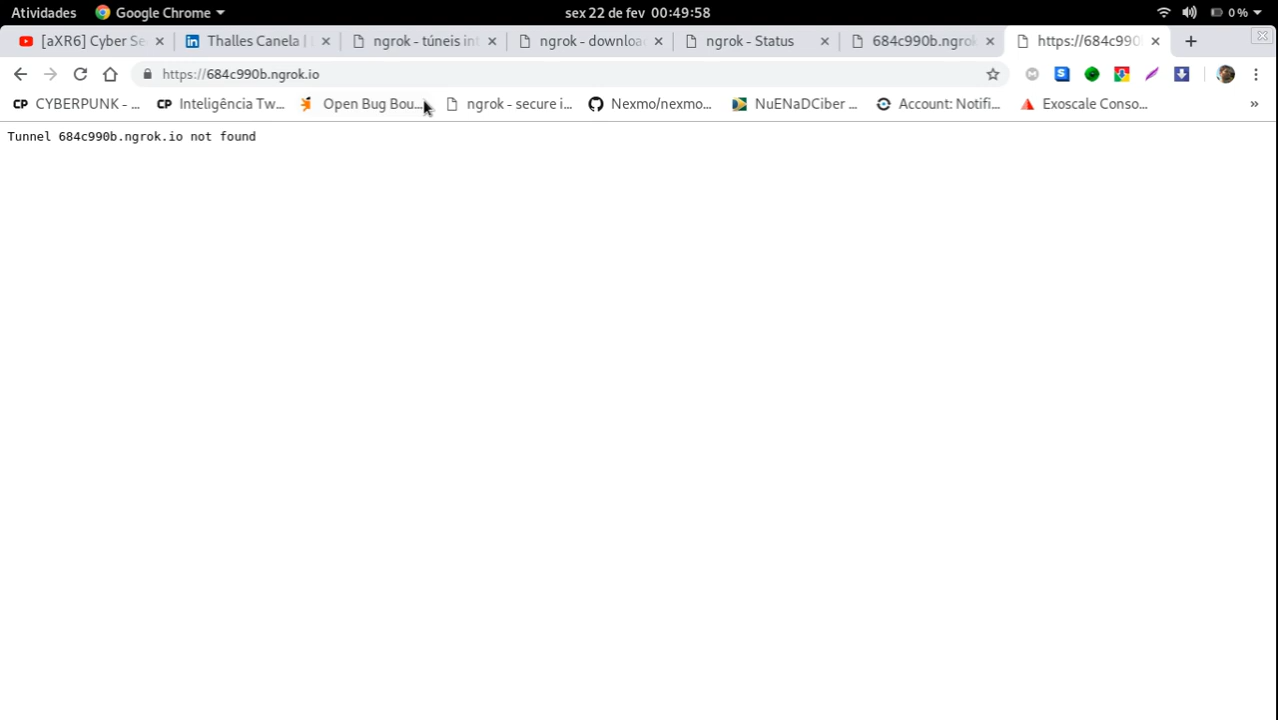 Atividades Google Chrome sex 22 de fev 00:49:58 0 %
[aXR6] Cyber Se Thalles Canela | ngrok - túneis int ngrok - downloa ngrok - Status 684c990b.ngrok https://684c990
https://684c990b.ngrok.io
CYBERPUNK - ... Inteligência Tw... Open Bug Bou... ngrok - secure i... Nexmo/nexmo... NuENaDCiber ... Account: Notifi... Exoscale Conso... »
Tunnel 684c990b.ngrok.io not found